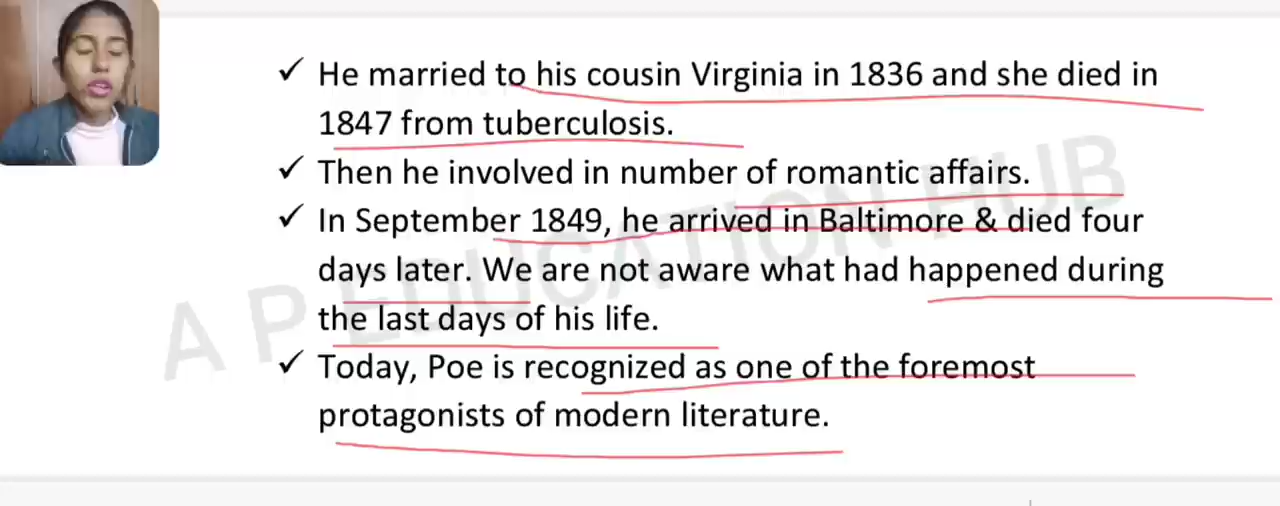 ✓ He married to his cousin Virginia in 1836 and she died in
1847 from tuberculosis.
✓ Then he involved in number of romantic affairs.
✓ In September 1849, he arrived in Baltimore & died four
days later. We are not aware what had happened during
the last days of his life.
✓ Today, Poe is recognized as one of the foremost
protagonists of modern literature.
A P EDUCATION HUB